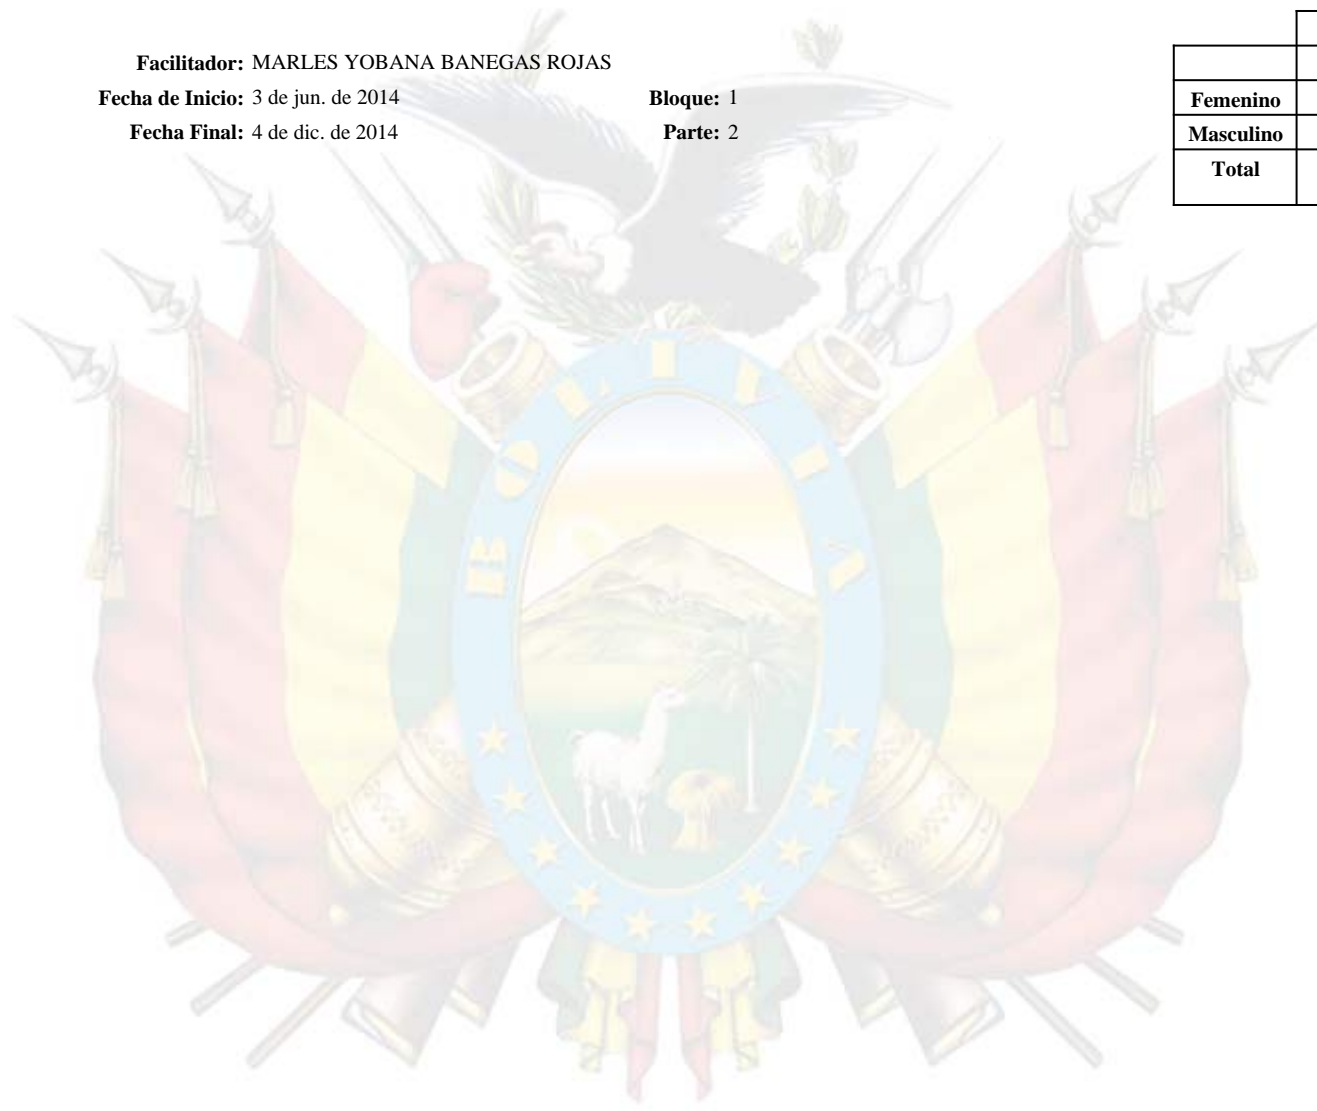 Facilitador: MARLES YOBANA BANEGAS ROJAS
Fecha de Inicio: 3 de jun. de 2014 Bloque: 1
Fecha Final: 4 de dic. de 2014 Parte: 2
Femenino
Masculino
Total
BOLIVIA